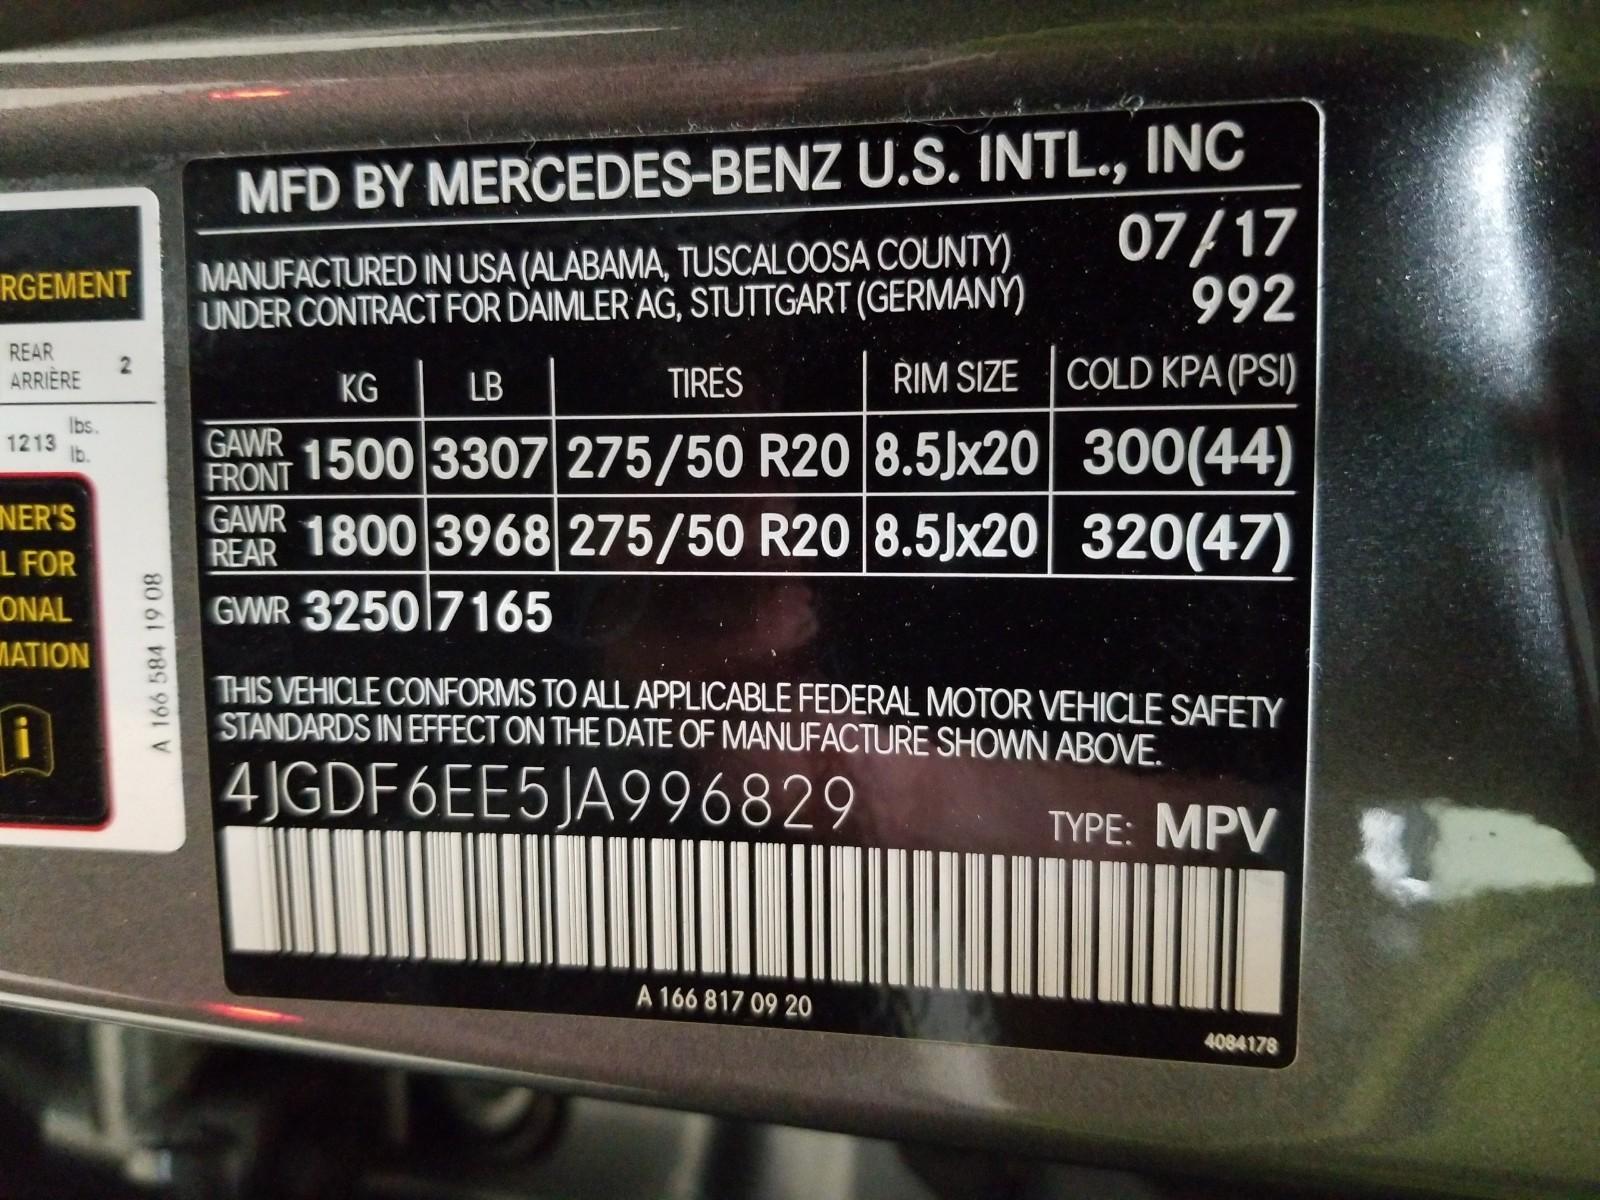 RGEMENT
REAR
ARRIÈRE 2
1213 lbs.
lb.
NER'S
L FOR
ONAL
MATION
i
A 166 584 19 08
MFD BY MERCEDES-BENZ U.S. INTL., INC
MANUFACTURED IN USA (ALABAMA, TUSCALOOSA COUNTY) 07/17
UNDER CONTRACT FOR DAIMLER AG, STUTTGART (GERMANY) 992
KG LB TIRES RIM SIZE COLD KPA (PSI)
GAWR FRONT 1500 3307 275/50 R20 8.5Jx20 300(44)
GAWR REAR 1800 3968 275/50 R20 8.5Jx20 320(47)
GVWR 3250 7165
THIS VEHICLE CONFORMS TO ALL APPLICABLE FEDERAL MOTOR VEHICLE SAFETY
STANDARDS IN EFFECT ON THE DATE OF MANUFACTURE SHOWN ABOVE.
4JGDF6EE5JA996829 TYPE: MPV
A 166 817 09 20
4084178